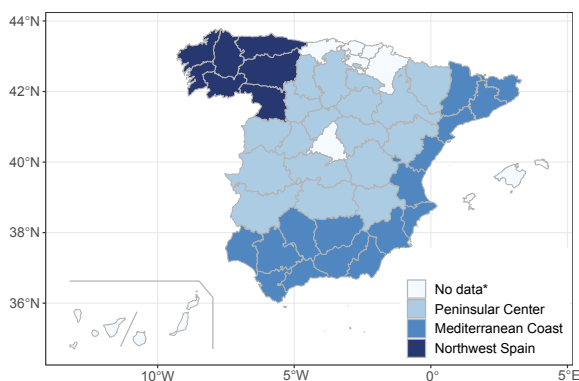 44°N
42°N
40°N
38°N
36°N
No data*
Peninsular Center
Mediterranean Coast
Northwest Spain
10°W
5°W
0°
5°E